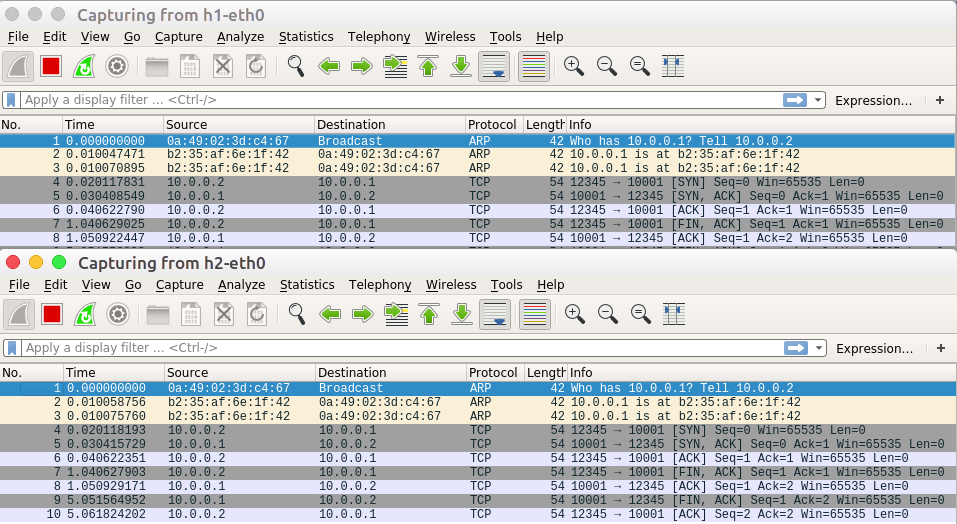 Capturing from h1-eth0
File Edit View Go Capture Analyze Statistics Telephony Wireless Tools Help
Apply a display filter ... <Ctrl-/> Expression... +
No. Time Source Destination Protocol Length Info
1 0.000000000 0a:49:02:3d:c4:67 Broadcast ARP 42 Who has 10.0.0.1? Tell 10.0.0.2
2 0.010047471 b2:35:af:6e:1f:42 0a:49:02:3d:c4:67 ARP 42 10.0.0.1 is at b2:35:af:6e:1f:42
3 0.010070895 b2:35:af:6e:1f:42 0a:49:02:3d:c4:67 ARP 42 10.0.0.1 is at b2:35:af:6e:1f:42
4 0.020117831 10.0.0.2 10.0.0.1 TCP 54 12345 → 10001 [SYN] Seq=0 Win=65535 Len=0
5 0.030408549 10.0.0.1 10.0.0.2 TCP 54 10001 → 12345 [SYN, ACK] Seq=0 Ack=1 Win=65535 Len=0
6 0.040622790 10.0.0.2 10.0.0.1 TCP 54 12345 → 10001 [ACK] Seq=1 Ack=1 Win=65535 Len=0
7 1.040629025 10.0.0.2 10.0.0.1 TCP 54 12345 → 10001 [FIN, ACK] Seq=1 Ack=1 Win=65535 Len=0
8 1.050922447 10.0.0.1 10.0.0.2 TCP 54 10001 → 12345 [ACK] Seq=1 Ack=2 Win=65535 Len=0
Capturing from h2-eth0
File Edit View Go Capture Analyze Statistics Telephony Wireless Tools Help
Apply a display filter ... <Ctrl-/> Expression... +
No. Time Source Destination Protocol Length Info
1 0.000000000 0a:49:02:3d:c4:67 Broadcast ARP 42 Who has 10.0.0.1? Tell 10.0.0.2
2 0.010058756 b2:35:af:6e:1f:42 0a:49:02:3d:c4:67 ARP 42 10.0.0.1 is at b2:35:af:6e:1f:42
3 0.010075760 b2:35:af:6e:1f:42 0a:49:02:3d:c4:67 ARP 42 10.0.0.1 is at b2:35:af:6e:1f:42
4 0.020118193 10.0.0.2 10.0.0.1 TCP 54 12345 → 10001 [SYN] Seq=0 Win=65535 Len=0
5 0.030415729 10.0.0.1 10.0.0.2 TCP 54 10001 → 12345 [SYN, ACK] Seq=0 Ack=1 Win=65535 Len=0
6 0.040622351 10.0.0.2 10.0.0.1 TCP 54 12345 → 10001 [ACK] Seq=1 Ack=1 Win=65535 Len=0
7 1.040627903 10.0.0.2 10.0.0.1 TCP 54 12345 → 10001 [FIN, ACK] Seq=1 Ack=1 Win=65535 Len=0
8 1.050929171 10.0.0.1 10.0.0.2 TCP 54 10001 → 12345 [ACK] Seq=1 Ack=2 Win=65535 Len=0
9 5.051564952 10.0.0.1 10.0.0.2 TCP 54 10001 → 12345 [FIN, ACK] Seq=1 Ack=2 Win=65535 Len=0
10 5.061824202 10.0.0.2 10.0.0.1 TCP 54 12345 → 10001 [ACK] Seq=2 Ack=2 Win=65535 Len=0